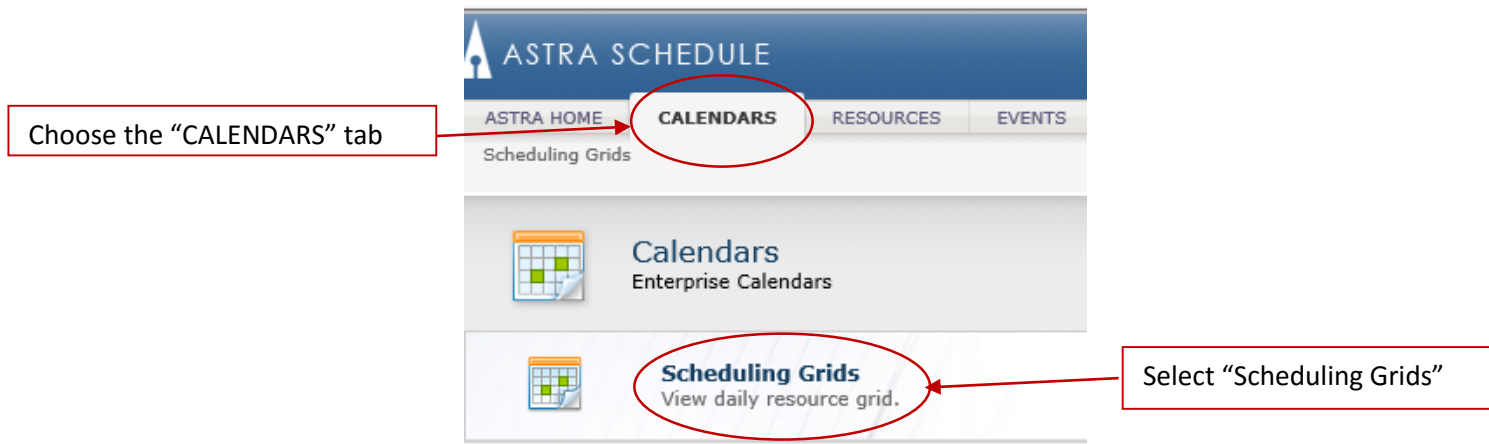 ASTRA SCHEDULE
ASTRA HOME CALENDARS RESOURCES EVENTS
Choose the “CALENDARS” tab
Scheduling Grids
Calendars
Enterprise Calendars
Scheduling Grids
View daily resource grid.
Select “Scheduling Grids”